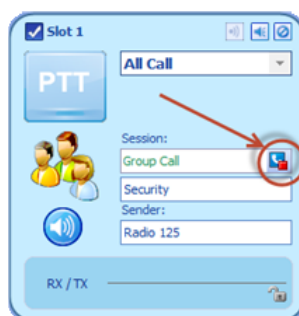 Slot 1
PTT
All Call
Session:
Group Call
Security
Sender:
Radio 125
RX / TX